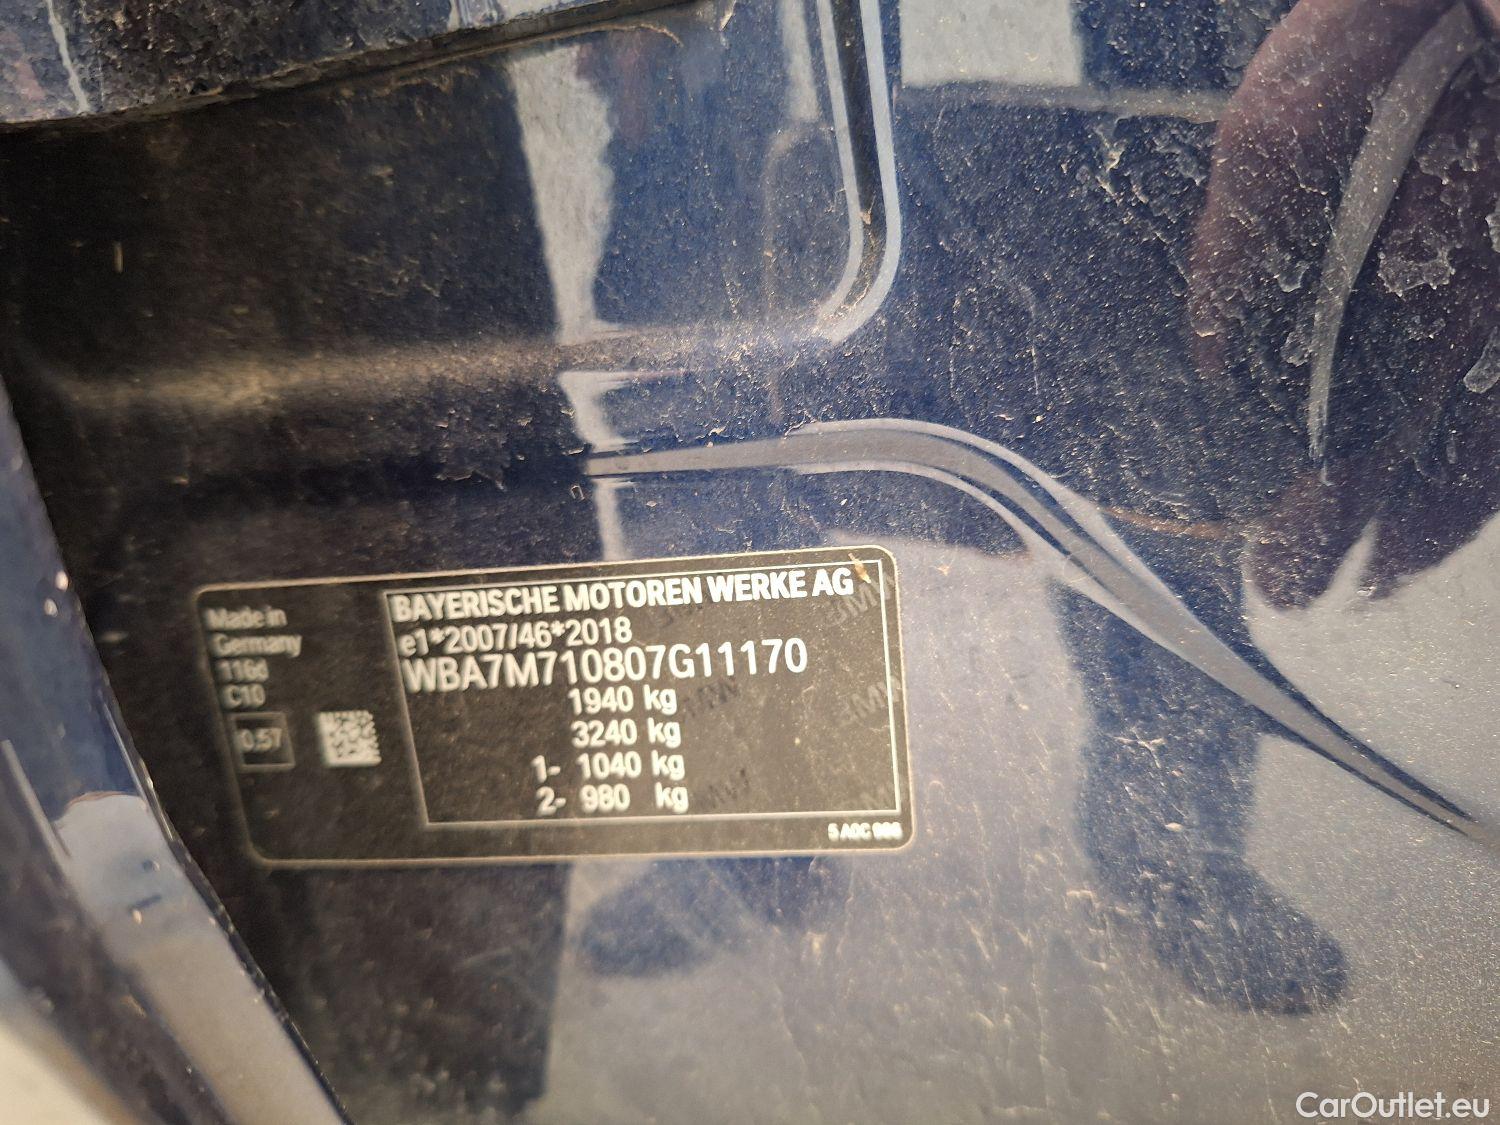 BAYERISCHE MOTOREN WERKE AG
e1*2007/46*2018
WBA7M710807G11170
1940 kg
3240 kg
1- 1040 kg
2- 980 kg
Made in
Germany
116d
C10
0.57
CarOutlet.eu